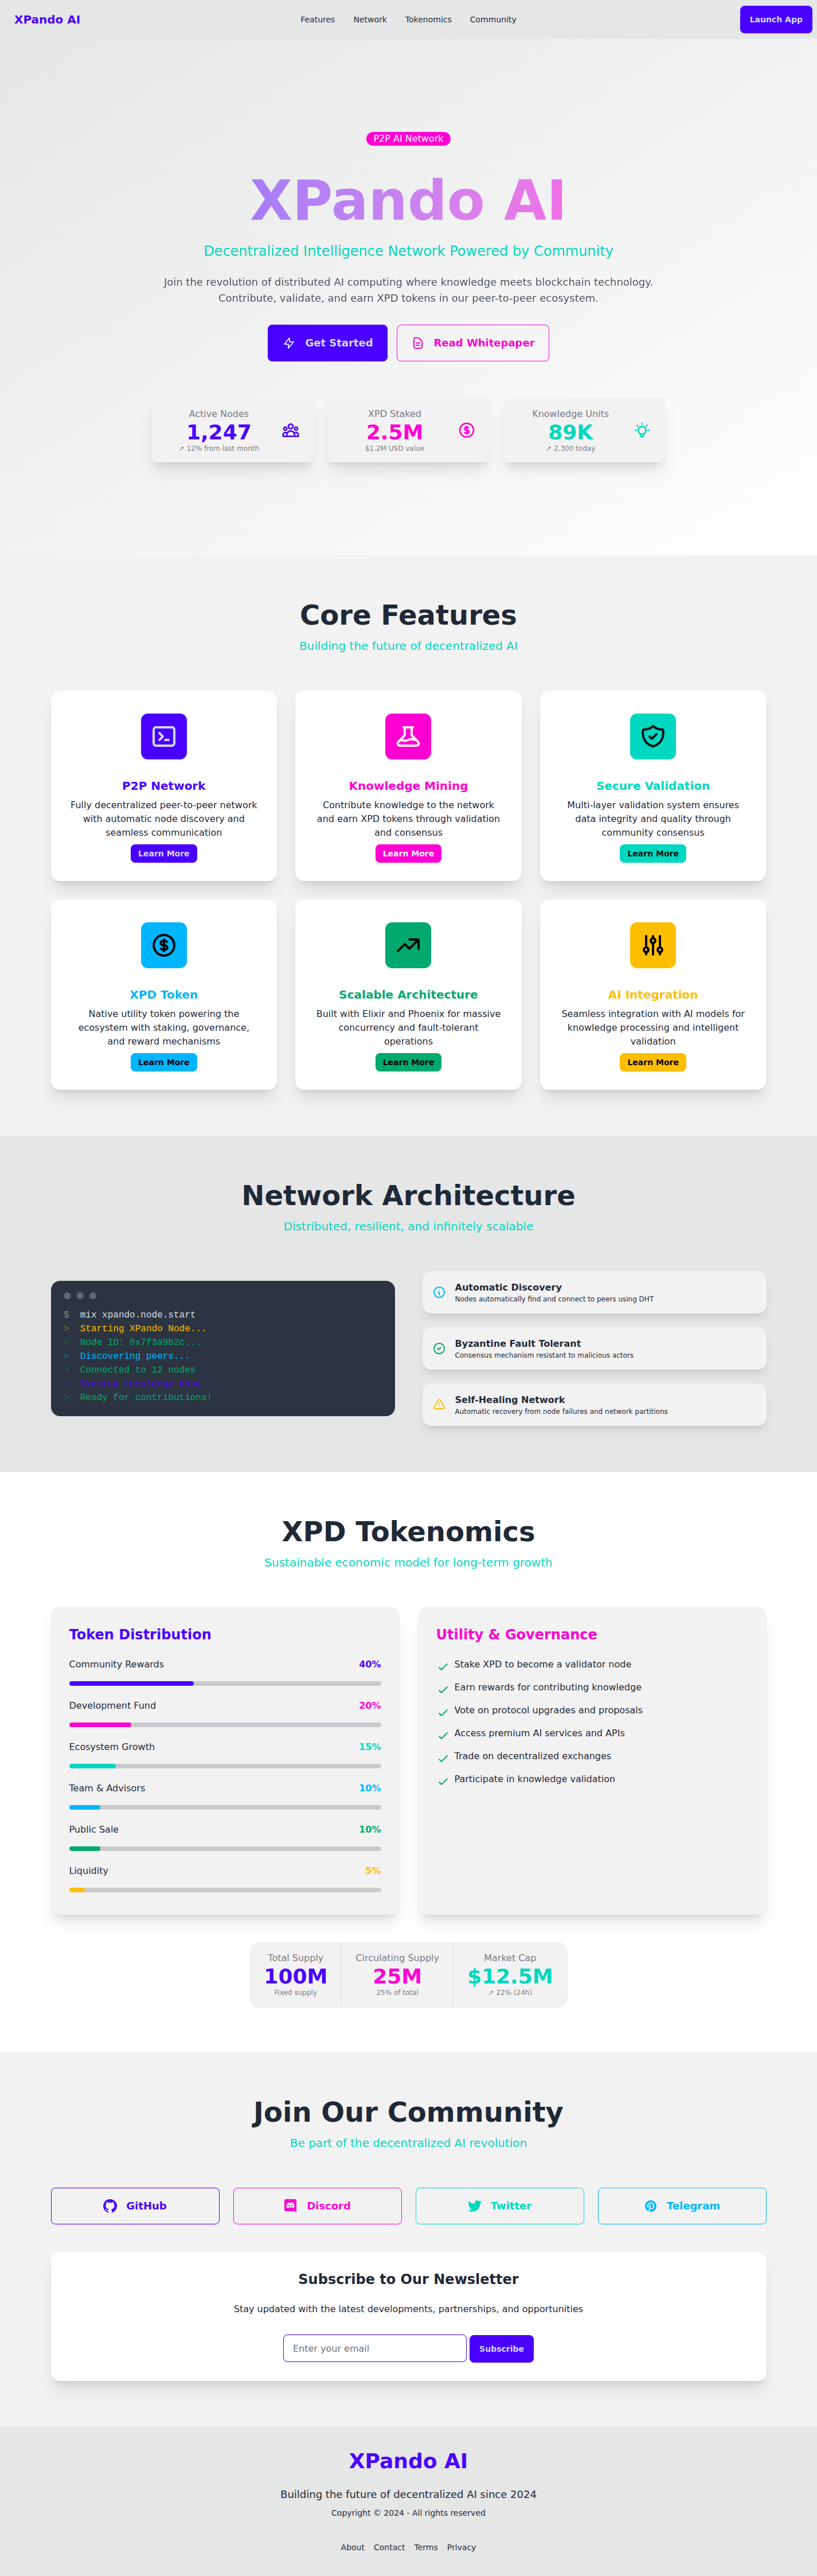 XPando AI
Features
Network
Tokenomics
Community
Launch App
P2P AI Network
XPando AI
Decentralized Intelligence Network Powered by Community
Join the revolution of distributed AI computing where knowledge meets blockchain technology.
Contribute, validate, and earn XPD tokens in our peer-to-peer ecosystem.
Get Started
Read Whitepaper
Active Nodes
1,247
↗ 12% from last month
XPD Staked
2.5M
$1.2M USD value
Knowledge Units
89K
↗ 2,300 today
Core Features
Building the future of decentralized AI
P2P Network
Fully decentralized peer-to-peer network
with automatic node discovery and
seamless communication
Learn More
Knowledge Mining
Contribute knowledge to the network
and earn XPD tokens through validation
and consensus
Learn More
Secure Validation
Multi-layer validation system ensures
data integrity and quality through
community consensus
Learn More
XPD Token
Native utility token powering the
ecosystem with staking, governance,
and reward mechanisms
Learn More
Scalable Architecture
Built with Elixir and Phoenix for massive
concurrency and fault-tolerant
operations
Learn More
AI Integration
Seamless integration with AI models for
knowledge processing and intelligent
validation
Learn More
Network Architecture
Distributed, resilient, and infinitely scalable
$ mix xpando.node.start
> Starting XPando Node...
> Node ID: 0x7f3a9b2c...
> Discovering peers...
> Connected to 12 nodes
> Ready for contributions!
Automatic Discovery
Nodes automatically find and connect to peers using DHT
Byzantine Fault Tolerant
Consensus mechanism resistant to malicious actors
Self-Healing Network
Automatic recovery from node failures and network partitions
XPD Tokenomics
Sustainable economic model for long-term growth
Token Distribution
Community Rewards 40%
Development Fund 20%
Ecosystem Growth 15%
Team & Advisors 10%
Public Sale 10%
Liquidity 5%
Utility & Governance
Stake XPD to become a validator node
Earn rewards for contributing knowledge
Vote on protocol upgrades and proposals
Access premium AI services and APIs
Trade on decentralized exchanges
Participate in knowledge validation
Total Supply
100M
Fixed supply
Circulating Supply
25M
25% of total
Market Cap
$12.5M
↗ 22% (24h)
Join Our Community
Be part of the decentralized AI revolution
GitHub
Discord
Twitter
Telegram
Subscribe to Our Newsletter
Stay updated with the latest developments, partnerships, and opportunities
Enter your email
Subscribe
XPando AI
Building the future of decentralized AI since 2024
Copyright © 2024 - All rights reserved
About
Contact
Terms
Privacy